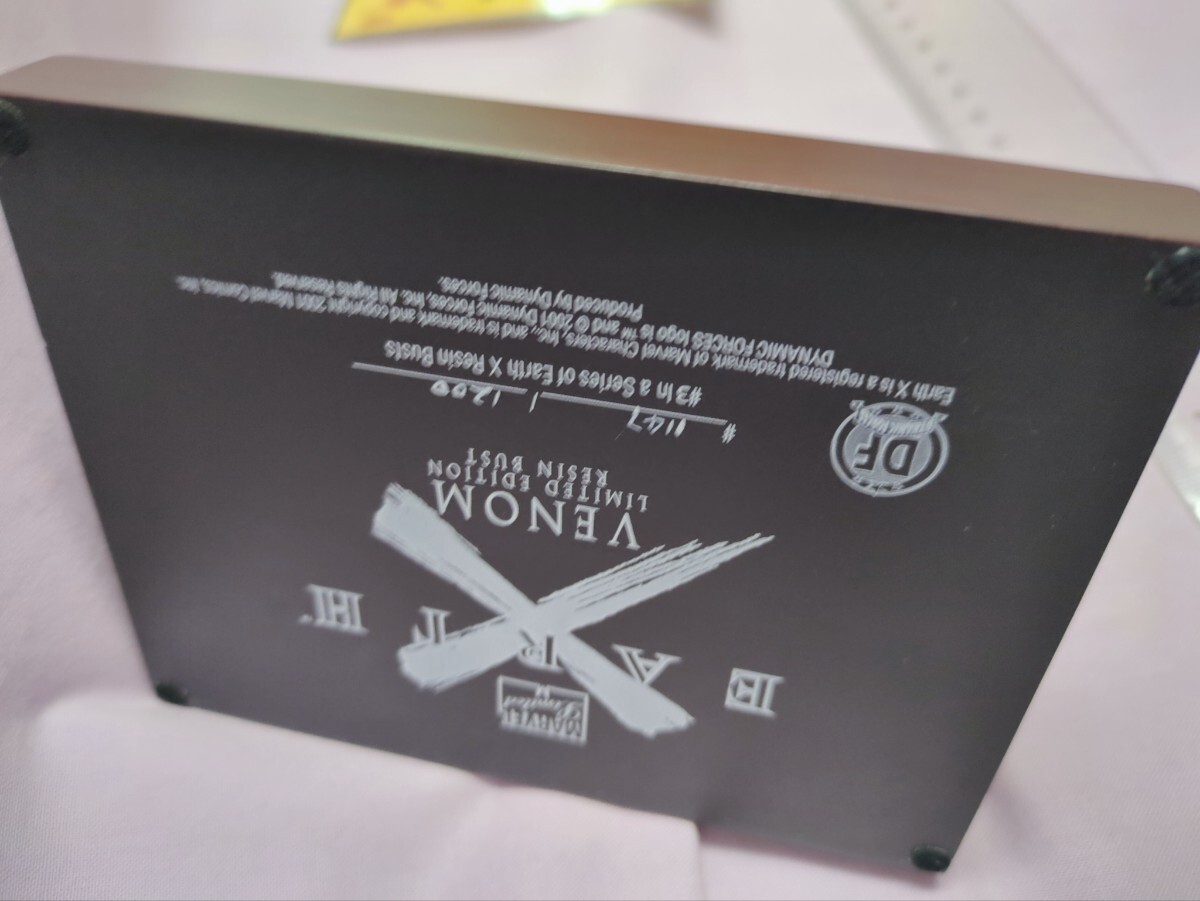 MARVEL
EARTH
X
VENOM
LIMITED EDITION
RESIN BUST
# 1147 / 1200
#3 In a Series of Earth X Resin Busts
DF
Earth X is a registered trademark of Marvel Characters, Inc., and is trademark and copyright 2001 Marvel Comics, Inc.
DYNAMIC FORCES logo is ™ and © 2001 Dynamic Forces, Inc. All Rights Reserved.
Produced by Dynamic Forces.